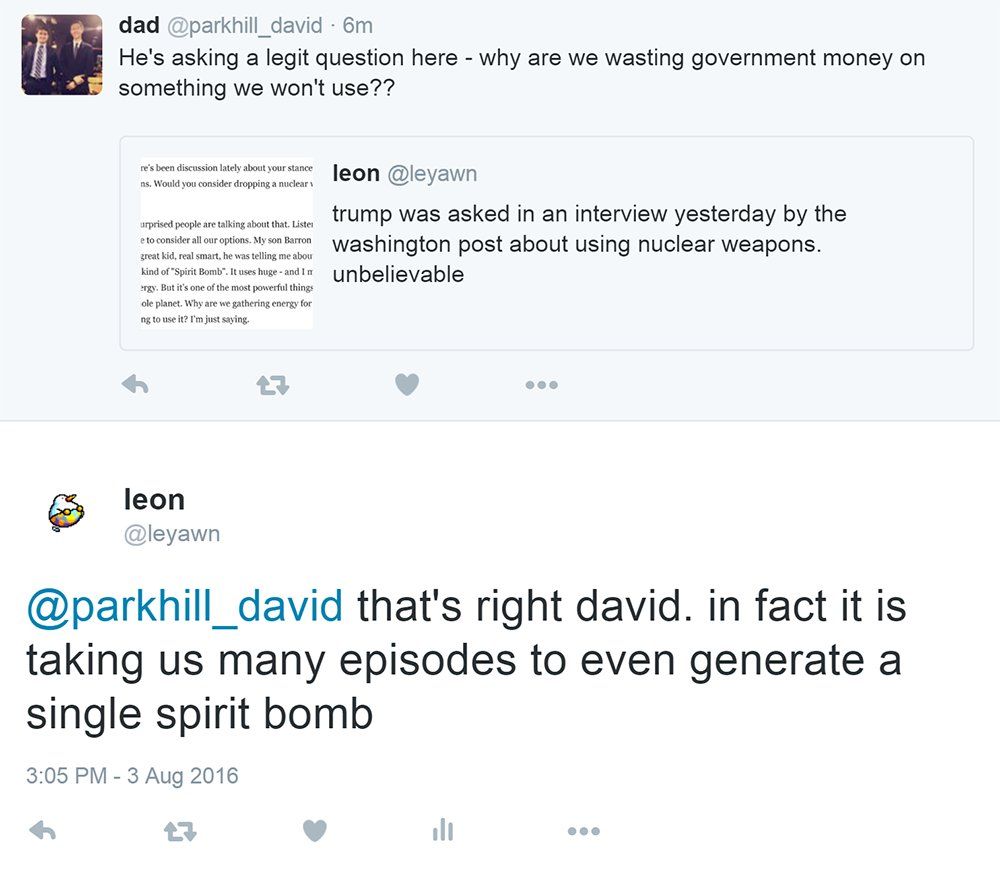 dad @parkhill_david · 6m
He's asking a legit question here - why are we wasting government money on
something we won't use??
re's been discussion lately about your stance
ns. Would you consider dropping a nuclear
urprised people are talking about that. Listen
e to consider all our options. My son Barron
great kid, real smart, he was telling me abou
kind of "Spirit Bomb". It uses huge - and I m
ergy. But it's one of the most powerful things
ole planet. Why are we gathering energy for
ng to use it? I'm just saying.
leon @leyawn
trump was asked in an interview yesterday by the
washington post about using nuclear weapons.
unbelievable
leon
@leyawn
@parkhill_david that's right david. in fact it is
taking us many episodes to even generate a
single spirit bomb
3:05 PM - 3 Aug 2016